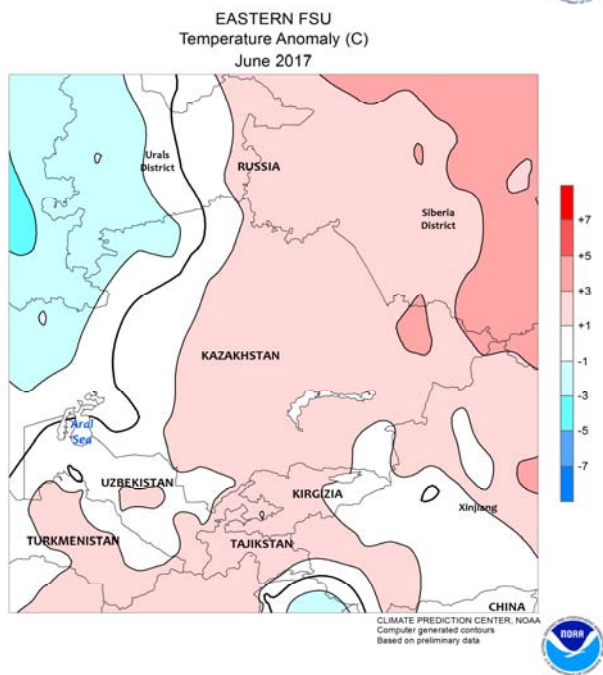 EASTERN FSU
Temperature Anomaly (C)
June 2017
Urals
District
RUSSIA
Siberia
District
KAZAKHSTAN
Aral
Sea
UZBEKISTAN
KIRGIZIA
Xinjiang
TURKMENISTAN
TAJIKSTAN
CHINA
+7
+5
+3
+1
-1
-3
-5
-7
CLIMATE PREDICTION CENTER, NOAA
Computer generated contours
Based on preliminary data
NOAA